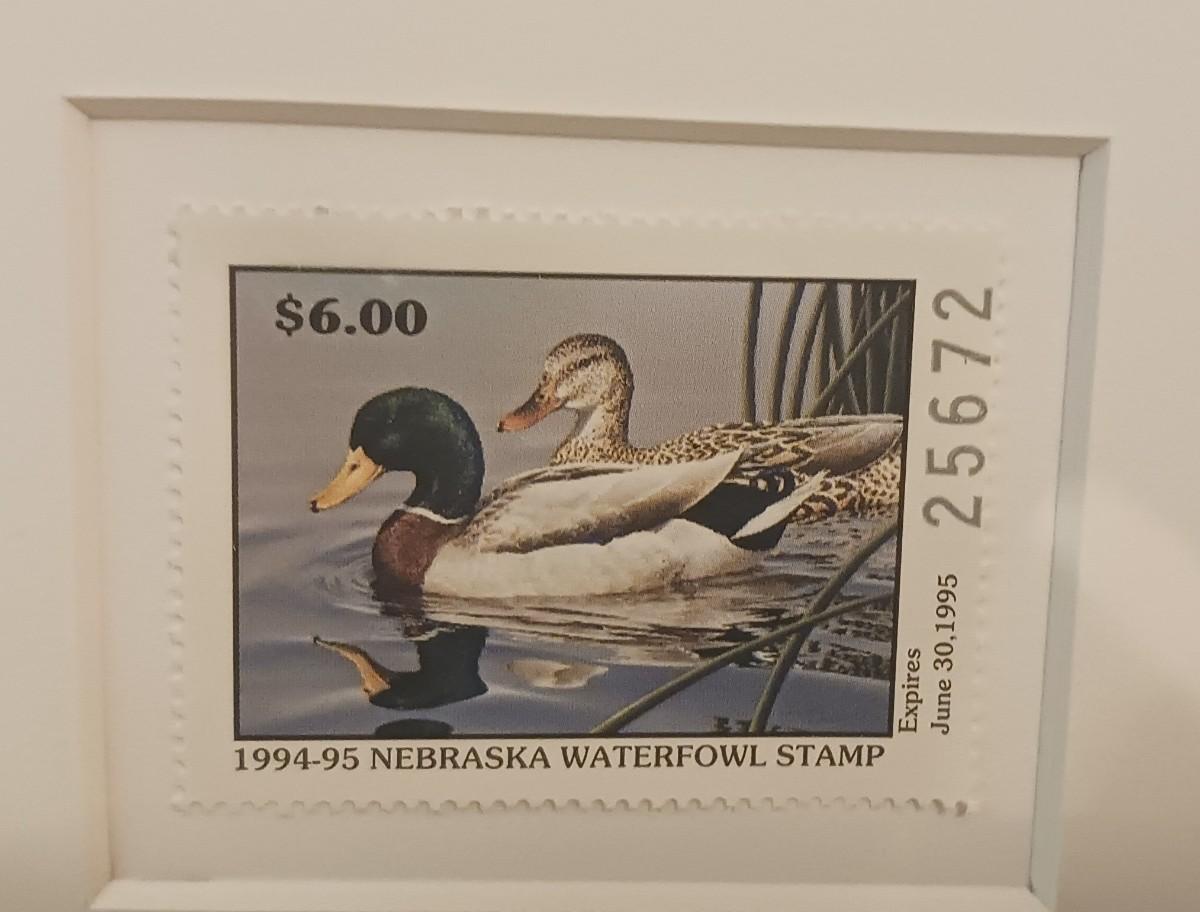 $6.00
1994-95 NEBRASKA WATERFOWL STAMP
Expires
June 30,1995
25672